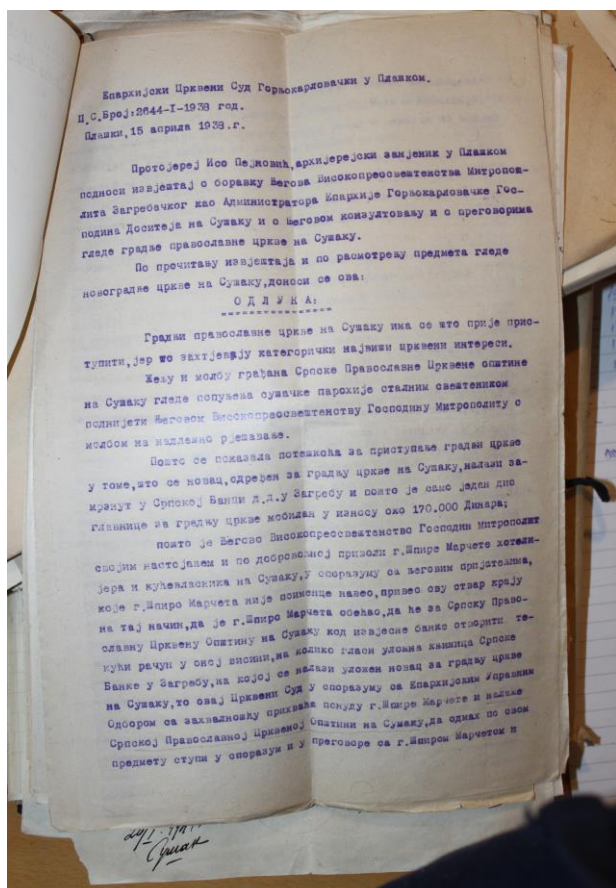 Епархијски Црквени Суд Горњокарловачки у Плашком.
Ц.С.Број:2644-I-1938 год.
Плашки,15 априла 1938.г.
Протојереј Исо Пејновић,архијерејски замјеник у Плашком
подноси извјештај о боравку Његова Високопреосвештенства Митропо-
лита Загребачког као Администратора Епархије Горњокарловачке Гос-
подина Доситеја на Сушаку и о Његовом конзултовању и о преговорима
гледе градње православне цркве на Сушаку.
По прочитању извјештаја и по расмотрењу предмета гледе
новоградње цркве на Сушаку,доноси се ова:
О Д Л У К А:
Градњи православне цркве на Сушаку има се што прије прис-
тупити,јер то захтјевају категорички највиши црквени интереси.
Жељу и молбу грађана Српске Православне Црквене општине
на Сушаку гледе попуњења сушачке парохије сталним свештеником
поднијети Његовом Високопреосвештенству Господину Митрополиту с
молбом на надлежно рјешавање.
Пошто се показала потешкоћа за приступање градњи цркве
у томе,што се новац,одређен за градњу цркве на Сушаку,налази за-
мрзнут у Српској Банци д.д.у Загребу и пошто је само један дио
главнице за градњу цркве мобилан у износу око 170.000 Динара;
пошто је Његово Високопреосвештенство Господин Митрополит
својим настојањем и по добровољној приволи г.Шпире Марчете хотели-
јера и кућевласника на Сушаку,у споразуму са његовим пријатељима,
које г.Шпиро Марчета није поименце навео,привео ову ствар крају
на тај начин,да је г.Шпиро Марчета обећао,да ће за Српску Право-
славну Црквену Општину на Сушаку код извјесне банке отворити те-
кући рачун у оној висини,на колико гласи уложна књижица Српске
Банке у Загребу,на којој се налази уложен новац за градњу цркве
на Сушаку,то овај Црквени Суд у споразуму са Епархијским Управним
Одбором са захвалношћу прихваћа понуду г.Шпире Марчете и налаже
Српској Православној Црквеној Општини на Сушаку,да одмах по овом
предмету ступи у споразум и у преговоре са г.Шпиром Марчетом и
Сушак